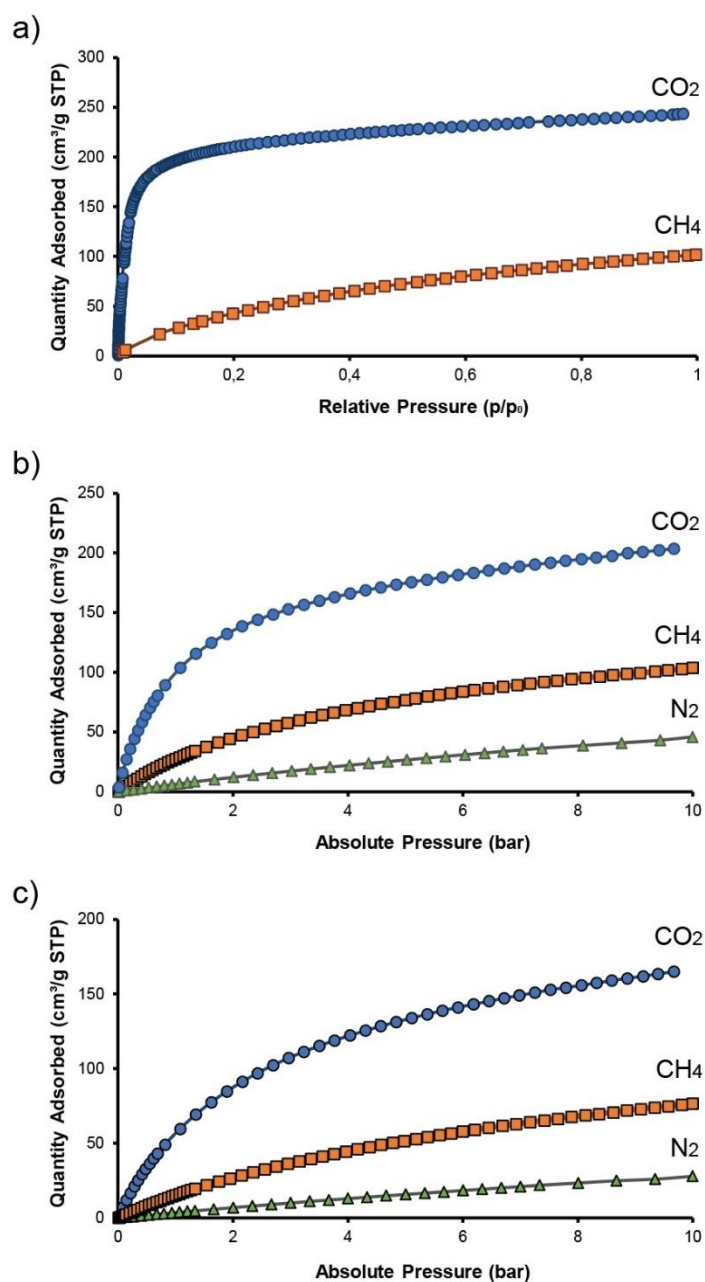 a)
300
250
200
150
100
50
0
Quantity Adsorbed (cm³/g STP)
CO2
CH4
0 0,2 0,4 0,6 0,8 1
Relative Pressure (p/p₀)
b)
250
200
150
100
50
0
Quantity Adsorbed (cm³/g STP)
CO2
CH4
N2
0 2 4 6 8 10
Absolute Pressure (bar)
c)
200
150
100
50
0
Quantity Adsorbed (cm³/g STP)
CO2
CH4
N2
0 2 4 6 8 10
Absolute Pressure (bar)